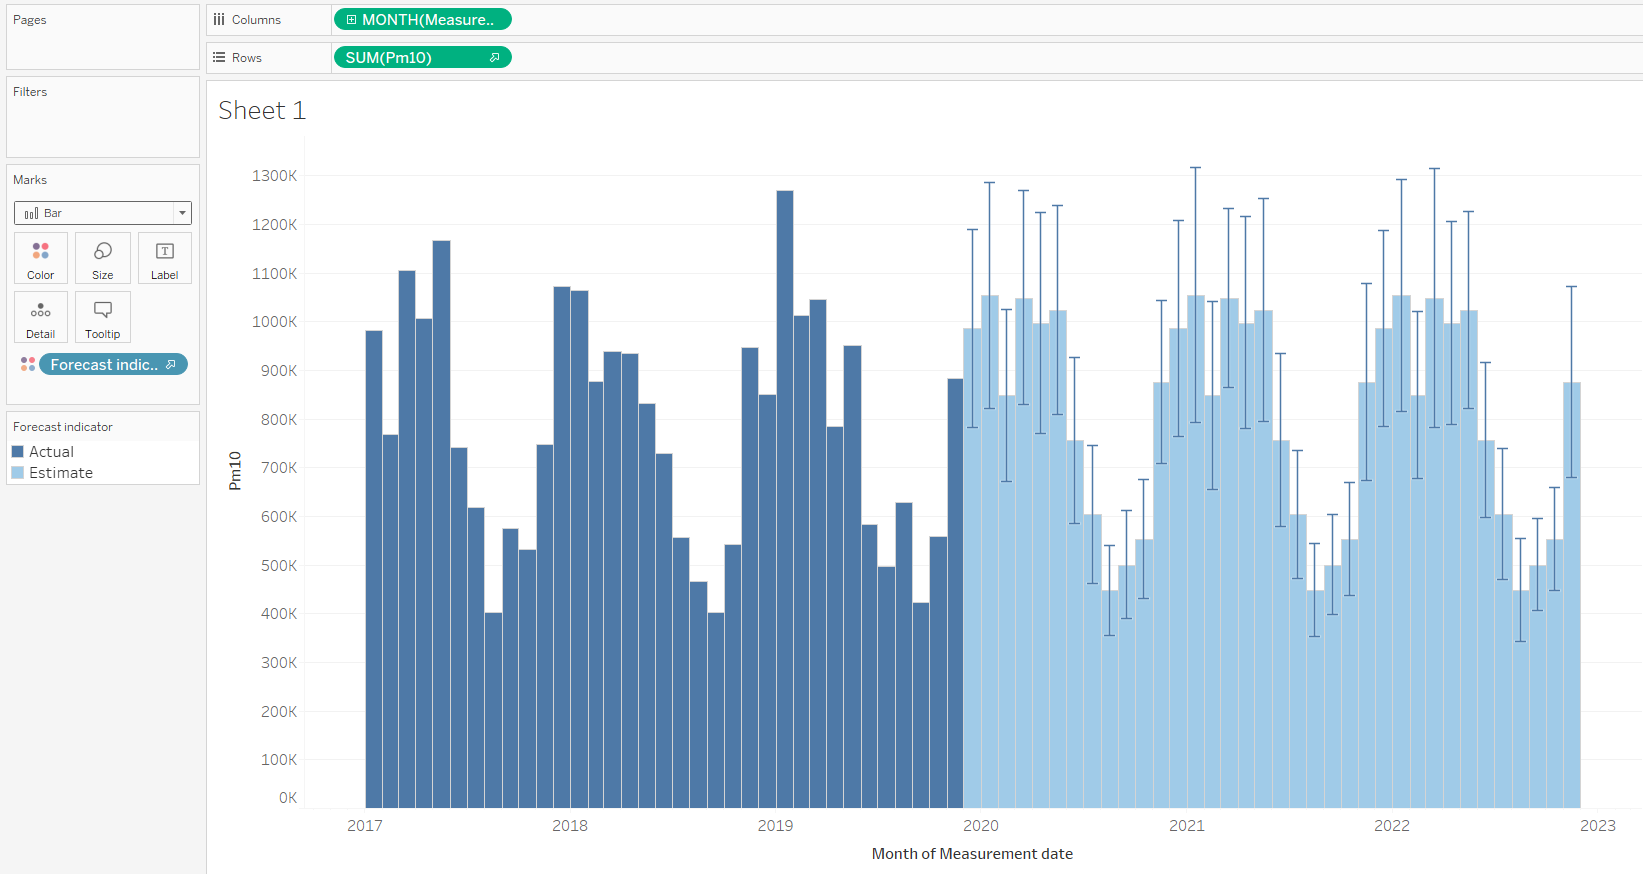 Pages
Columns
MONTH(Measure..
Rows
SUM(Pm10)
Filters
Marks
Bar
Color
Size
T
Label
Detail
Tooltip
Forecast indic..
Forecast indicator
Actual
Estimate
Sheet 1
1300K
1200K
1100K
1000K
900K
800K
700K
600K
500K
400K
300K
200K
100K
0K
Pm10
2017 2018 2019 2020 2021 2022 2023
Month of Measurement date